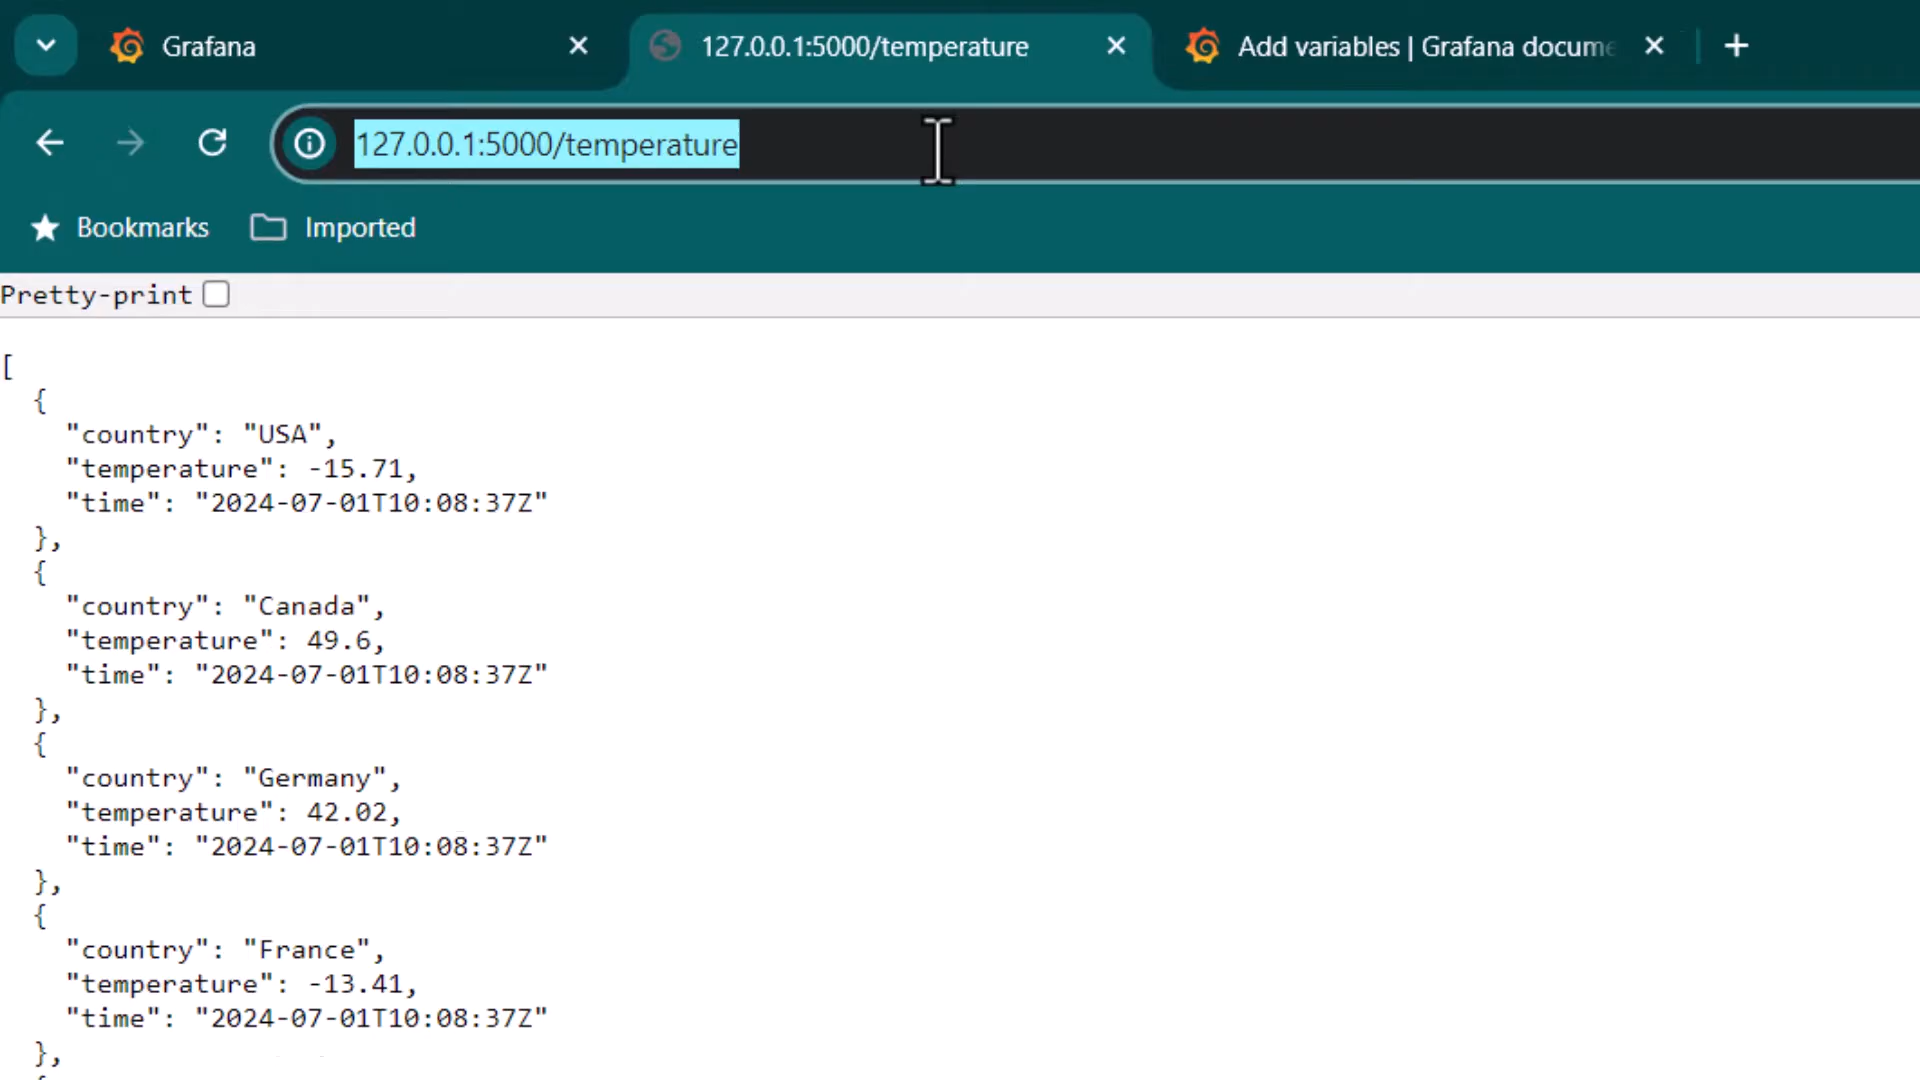 Grafana
127.0.0.1:5000/temperature
Add variables | Grafana docume
127.0.0.1:5000/temperature
Bookmarks
Imported
Pretty-print
[
{
"country": "USA",
"temperature": -15.71,
"time": "2024-07-01T10:08:37Z"
},
{
"country": "Canada",
"temperature": 49.6,
"time": "2024-07-01T10:08:37Z"
},
{
"country": "Germany",
"temperature": 42.02,
"time": "2024-07-01T10:08:37Z"
},
{
"country": "France",
"temperature": -13.41,
"time": "2024-07-01T10:08:37Z"
},
{